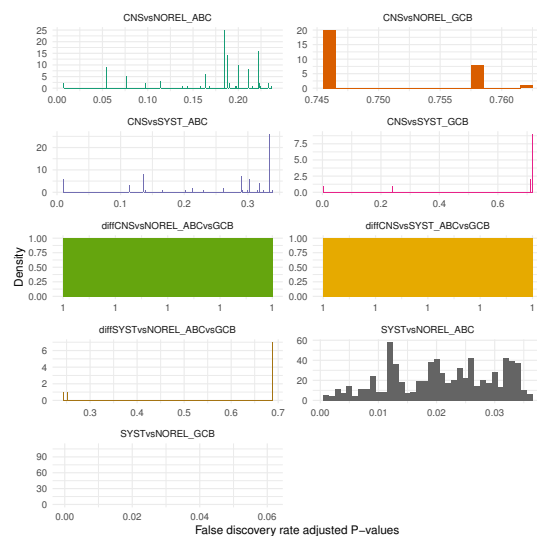 CNSvsNOREL_ABC
25
20
15
10
5
0
0.00 0.05 0.10 0.15 0.20
CNSvsNOREL_GCB
20
15
10
5
0
0.745 0.750 0.755 0.760
CNSvsSYST_ABC
20
10
0
0.0 0.1 0.2 0.3
CNSvsSYST_GCB
7.5
5.0
2.5
0.0
0.0 0.2 0.4 0.6
diffCNSvsNOREL_ABCvsGCB
1.00
0.75
0.50
0.25
0.00
1 1 1 1 1
diffCNSvsSYST_ABCvsGCB
1.00
0.75
0.50
0.25
0.00
1 1 1 1 1
Density
diffSYSTvsNOREL_ABCvsGCB
6
4
2
0
0.3 0.4 0.5 0.6 0.7
SYSTvsNOREL_ABC
60
40
20
0
0.00 0.01 0.02 0.03
SYSTvsNOREL_GCB
90
60
30
0
0.00 0.02 0.04 0.06
False discovery rate adjusted P−values